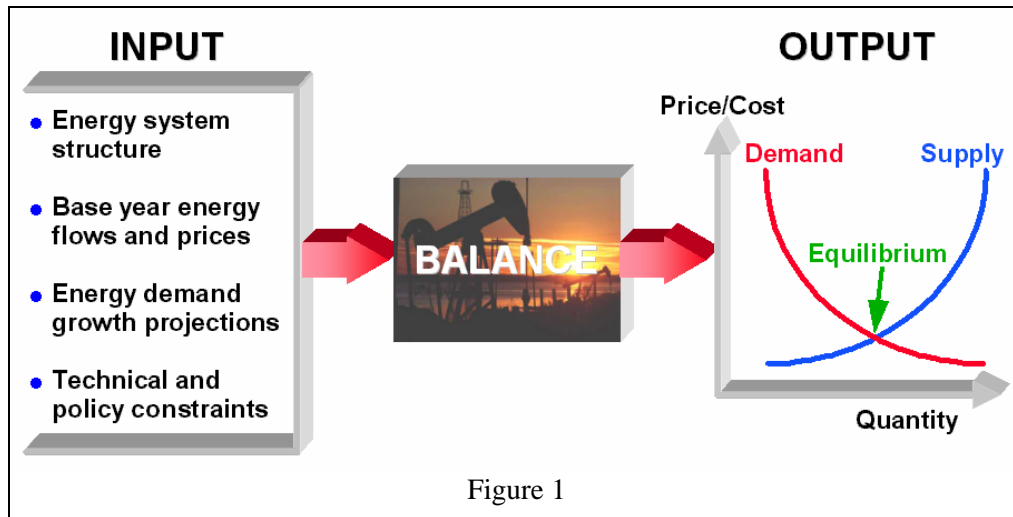 INPUT
Energy system
structure
Base year energy
flows and prices
Energy demand
growth projections
Technical and
policy constraints
BALANCE
OUTPUT
Price/Cost
Demand
Supply
Equilibrium
Quantity
Figure 1